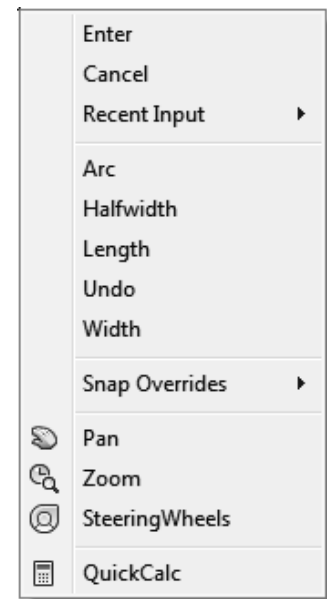 Enter
Cancel
Recent Input
Arc
Halfwidth
Length
Undo
Width
Snap Overrides
Pan
Zoom
SteeringWheels
QuickCalc